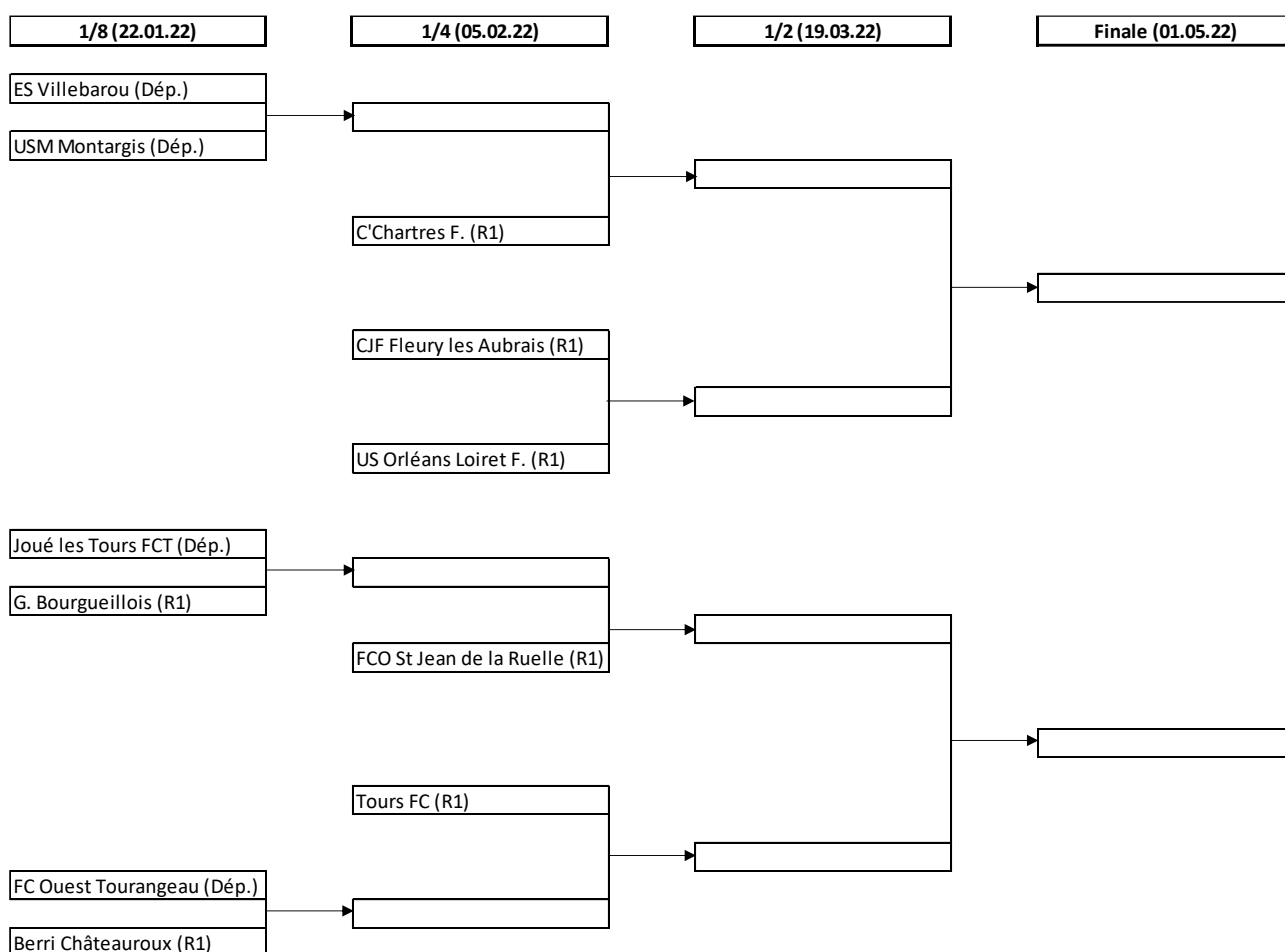 1/8 (22.01.22)
1/4 (05.02.22)
1/2 (19.03.22)
Finale (01.05.22)
ES Villebarou (Dép.)
USM Montargis (Dép.)
C'Chartres F. (R1)
CJF Fleury les Aubrais (R1)
US Orléans Loiret F. (R1)
Joué les Tours FCT (Dép.)
G. Bourgueillois (R1)
FCO St Jean de la Ruelle (R1)
Tours FC (R1)
FC Ouest Tourangeau (Dép.)
Berri Châteauroux (R1)